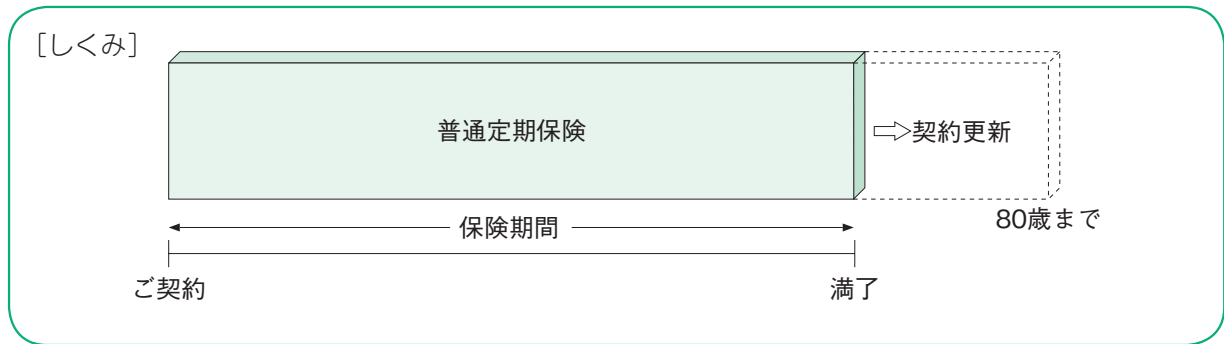 [しくみ]
普通定期保険
⇨契約更新
80歳まで
保険期間
ご契約
満了